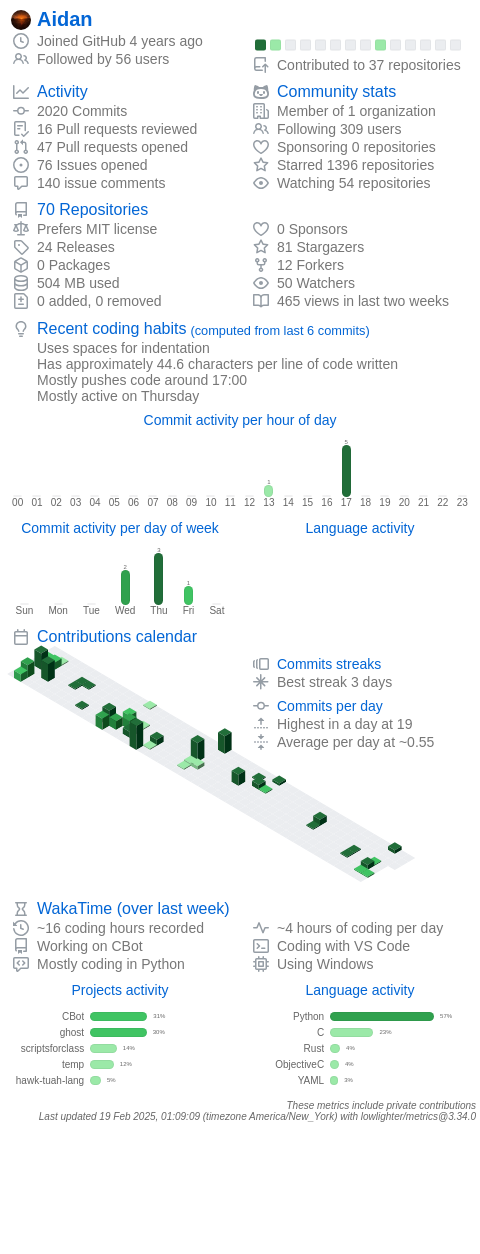 Aidan
Joined GitHub 4 years ago
Followed by 56 users
Contributed to 37 repositories
Activity
2020 Commits
16 Pull requests reviewed
47 Pull requests opened
76 Issues opened
140 issue comments
Community stats
Member of 1 organization
Following 309 users
Sponsoring 0 repositories
Starred 1396 repositories
Watching 54 repositories
70 Repositories
Prefers MIT license
24 Releases
0 Packages
504 MB used
0 added, 0 removed
0 Sponsors
81 Stargazers
12 Forkers
50 Watchers
465 views in last two weeks
Recent coding habits (computed from last 6 commits)
Uses spaces for indentation
Has approximately 44.6 characters per line of code written
Mostly pushes code around 17:00
Mostly active on Thursday
Commit activity per hour of day
1 5
00 01 02 03 04 05 06 07 08 09 10 11 12 13 14 15 16 17 18 19 20 21 22 23
Commit activity per day of week
2 3 1
Sun Mon Tue Wed Thu Fri Sat
Language activity
Contributions calendar
Commits streaks
Best streak 3 days
Commits per day
Highest in a day at 19
Average per day at ~0.55
WakaTime (over last week)
~16 coding hours recorded
Working on CBot
Mostly coding in Python
~4 hours of coding per day
Coding with VS Code
Using Windows
Projects activity
CBot 31%
ghost 30%
scriptsforclass 14%
temp 12%
hawk-tuah-lang 5%
Language activity
Python 57%
C 23%
Rust 4%
ObjectiveC 4%
YAML 3%
These metrics include private contributions
Last updated 19 Feb 2025, 01:09:09 (timezone America/New_York) with lowlighter/metrics@3.34.0